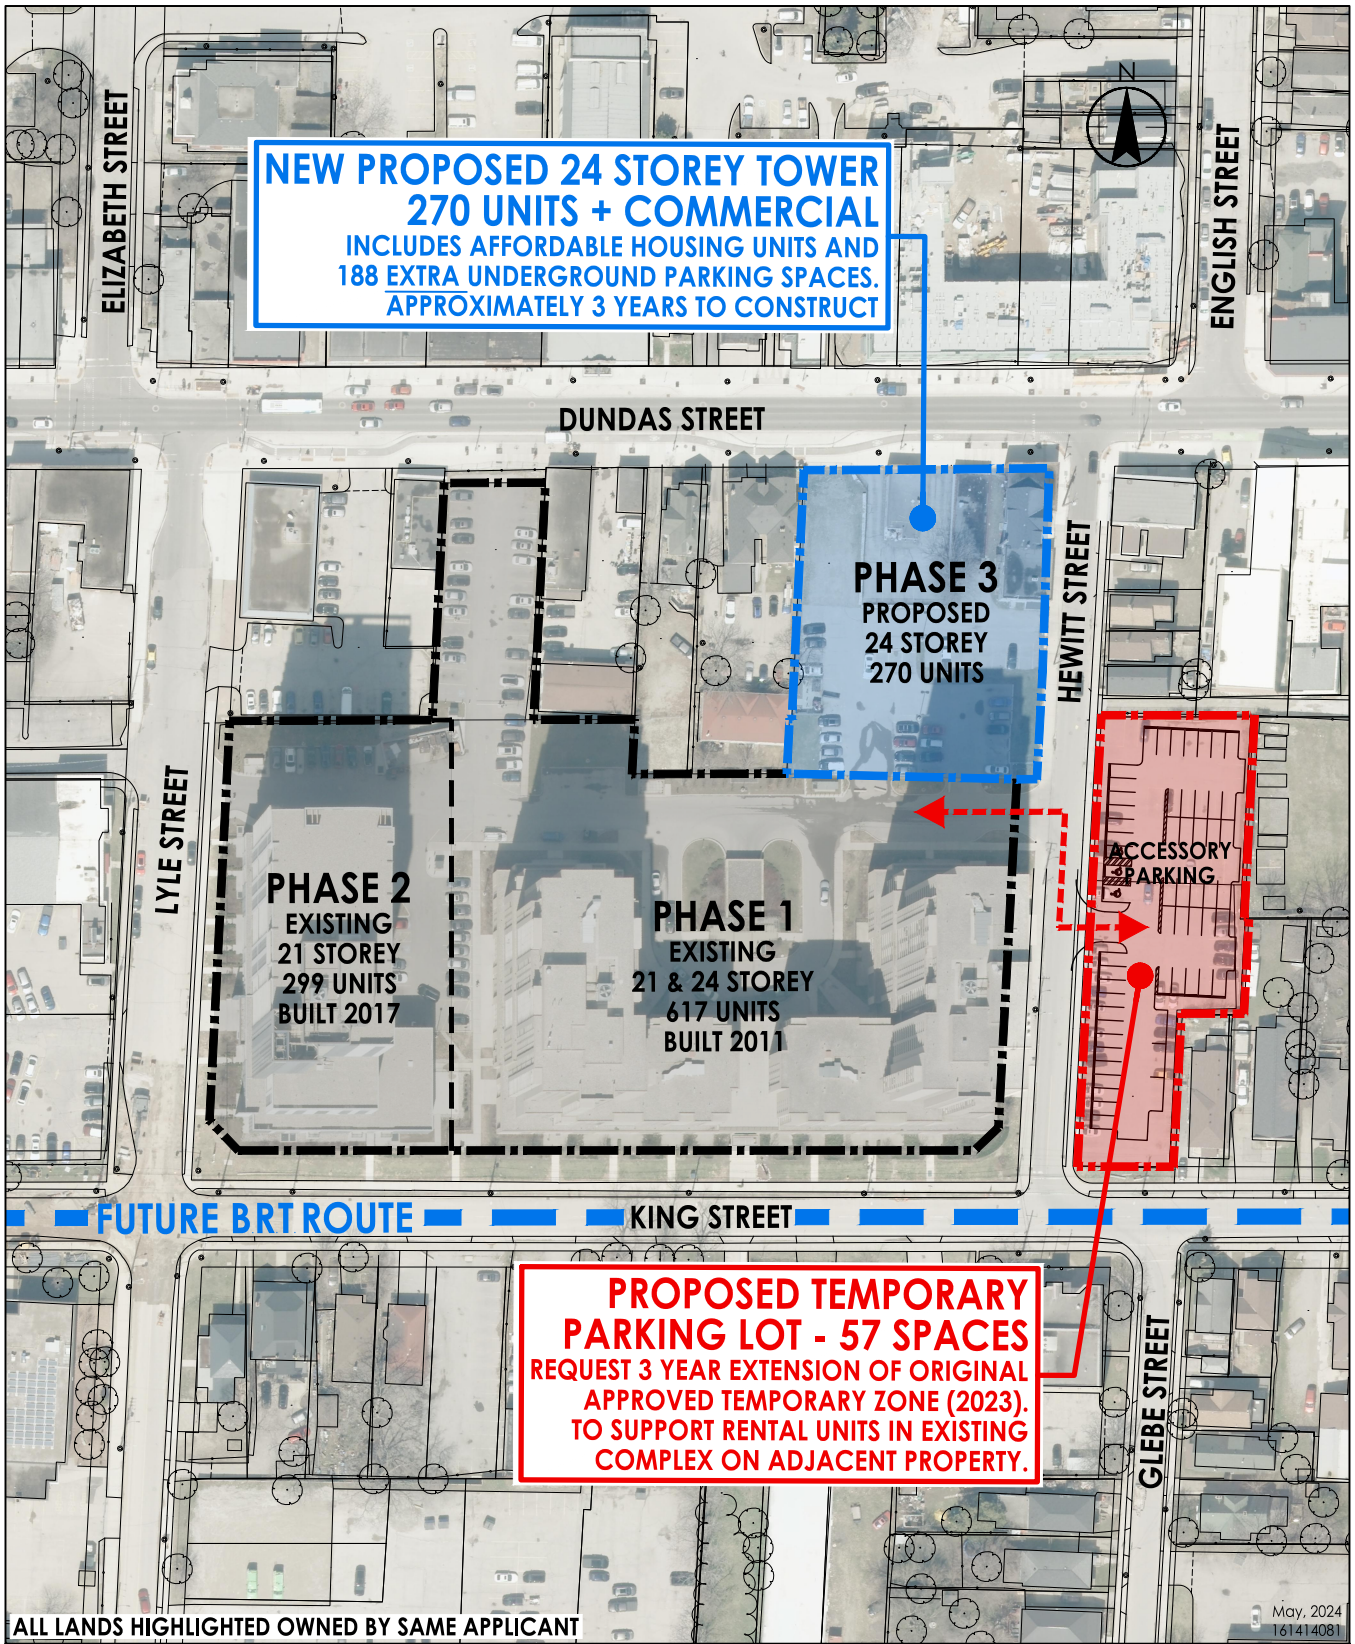 N
ELIZABETH STREET
ENGLISH STREET
NEW PROPOSED 24 STOREY TOWER
270 UNITS + COMMERCIAL
INCLUDES AFFORDABLE HOUSING UNITS AND
188 EXTRA UNDERGROUND PARKING SPACES.
APPROXIMATELY 3 YEARS TO CONSTRUCT
DUNDAS STREET
PHASE 3
PROPOSED
24 STOREY
270 UNITS
HEWITT STREET
LYLE STREET
ACCESSORY
PARKING
PHASE 2
EXISTING
21 STOREY
299 UNITS
BUILT 2017
PHASE 1
EXISTING
21 & 24 STOREY
617 UNITS
BUILT 2011
FUTURE BRT ROUTE
KING STREET
PROPOSED TEMPORARY
PARKING LOT - 57 SPACES
REQUEST 3 YEAR EXTENSION OF ORIGINAL
APPROVED TEMPORARY ZONE (2023).
TO SUPPORT RENTAL UNITS IN EXISTING
COMPLEX ON ADJACENT PROPERTY.
GLEBE STREET
ALL LANDS HIGHLIGHTED OWNED BY SAME APPLICANT
May, 2024
161414081